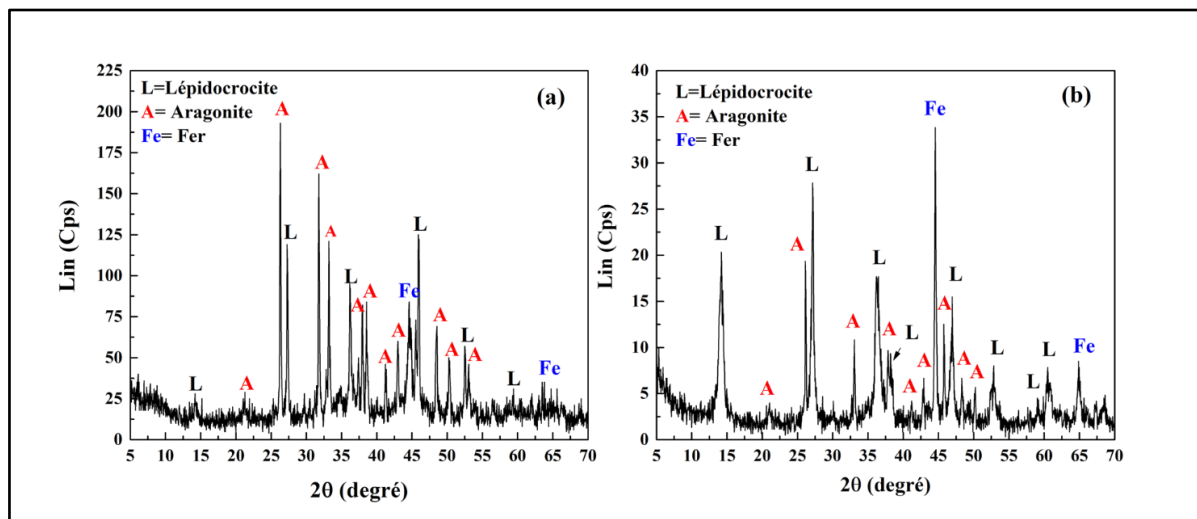 (a)
L=Lépidocrocite
A= Aragonite
Fe= Fer
A
A
A
L
L
L
A
A
Fe
A
A
A
A
L
A
L
A
L
Fe
225
200
175
150
125
100
75
50
25
0
5 10 15 20 25 30 35 40 45 50 55 60 65 70
Lin (Cps)
2θ (degré)
(b)
L=Lépidocrocite
A= Aragonite
Fe= Fer
L
A
A
L
A
L
A
L
A
A
Fe
A
L
A
A
L
L
L
Fe
40
35
30
25
20
15
10
5
0
5 10 15 20 25 30 35 40 45 50 55 60 65 70
Lin (Cps)
2θ (degré)